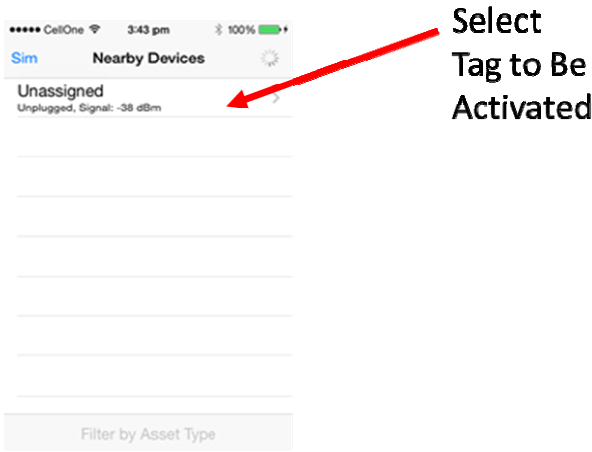 ●●●●● CellOne 3:43 pm 100%
Sim Nearby Devices
Unassigned
Unplugged, Signal: -38 dBm
Filter by Asset Type
Select
Tag to Be
Activated